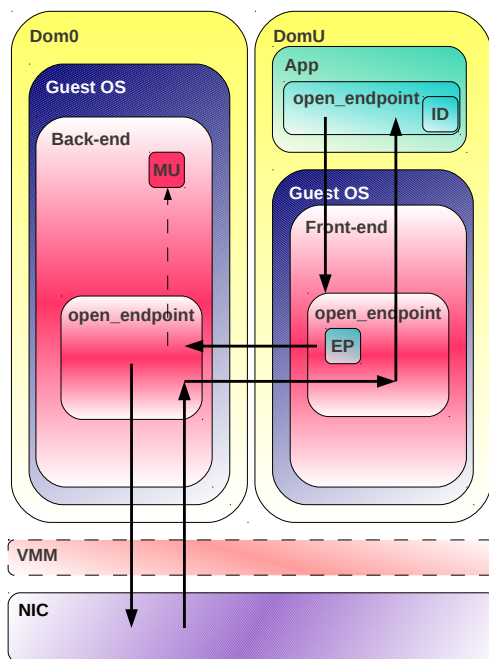 Dom0
Guest OS
Back-end
MU
open_endpoint
DomU
App
open_endpoint
ID
Guest OS
Front-end
open_endpoint
EP
VMM
NIC